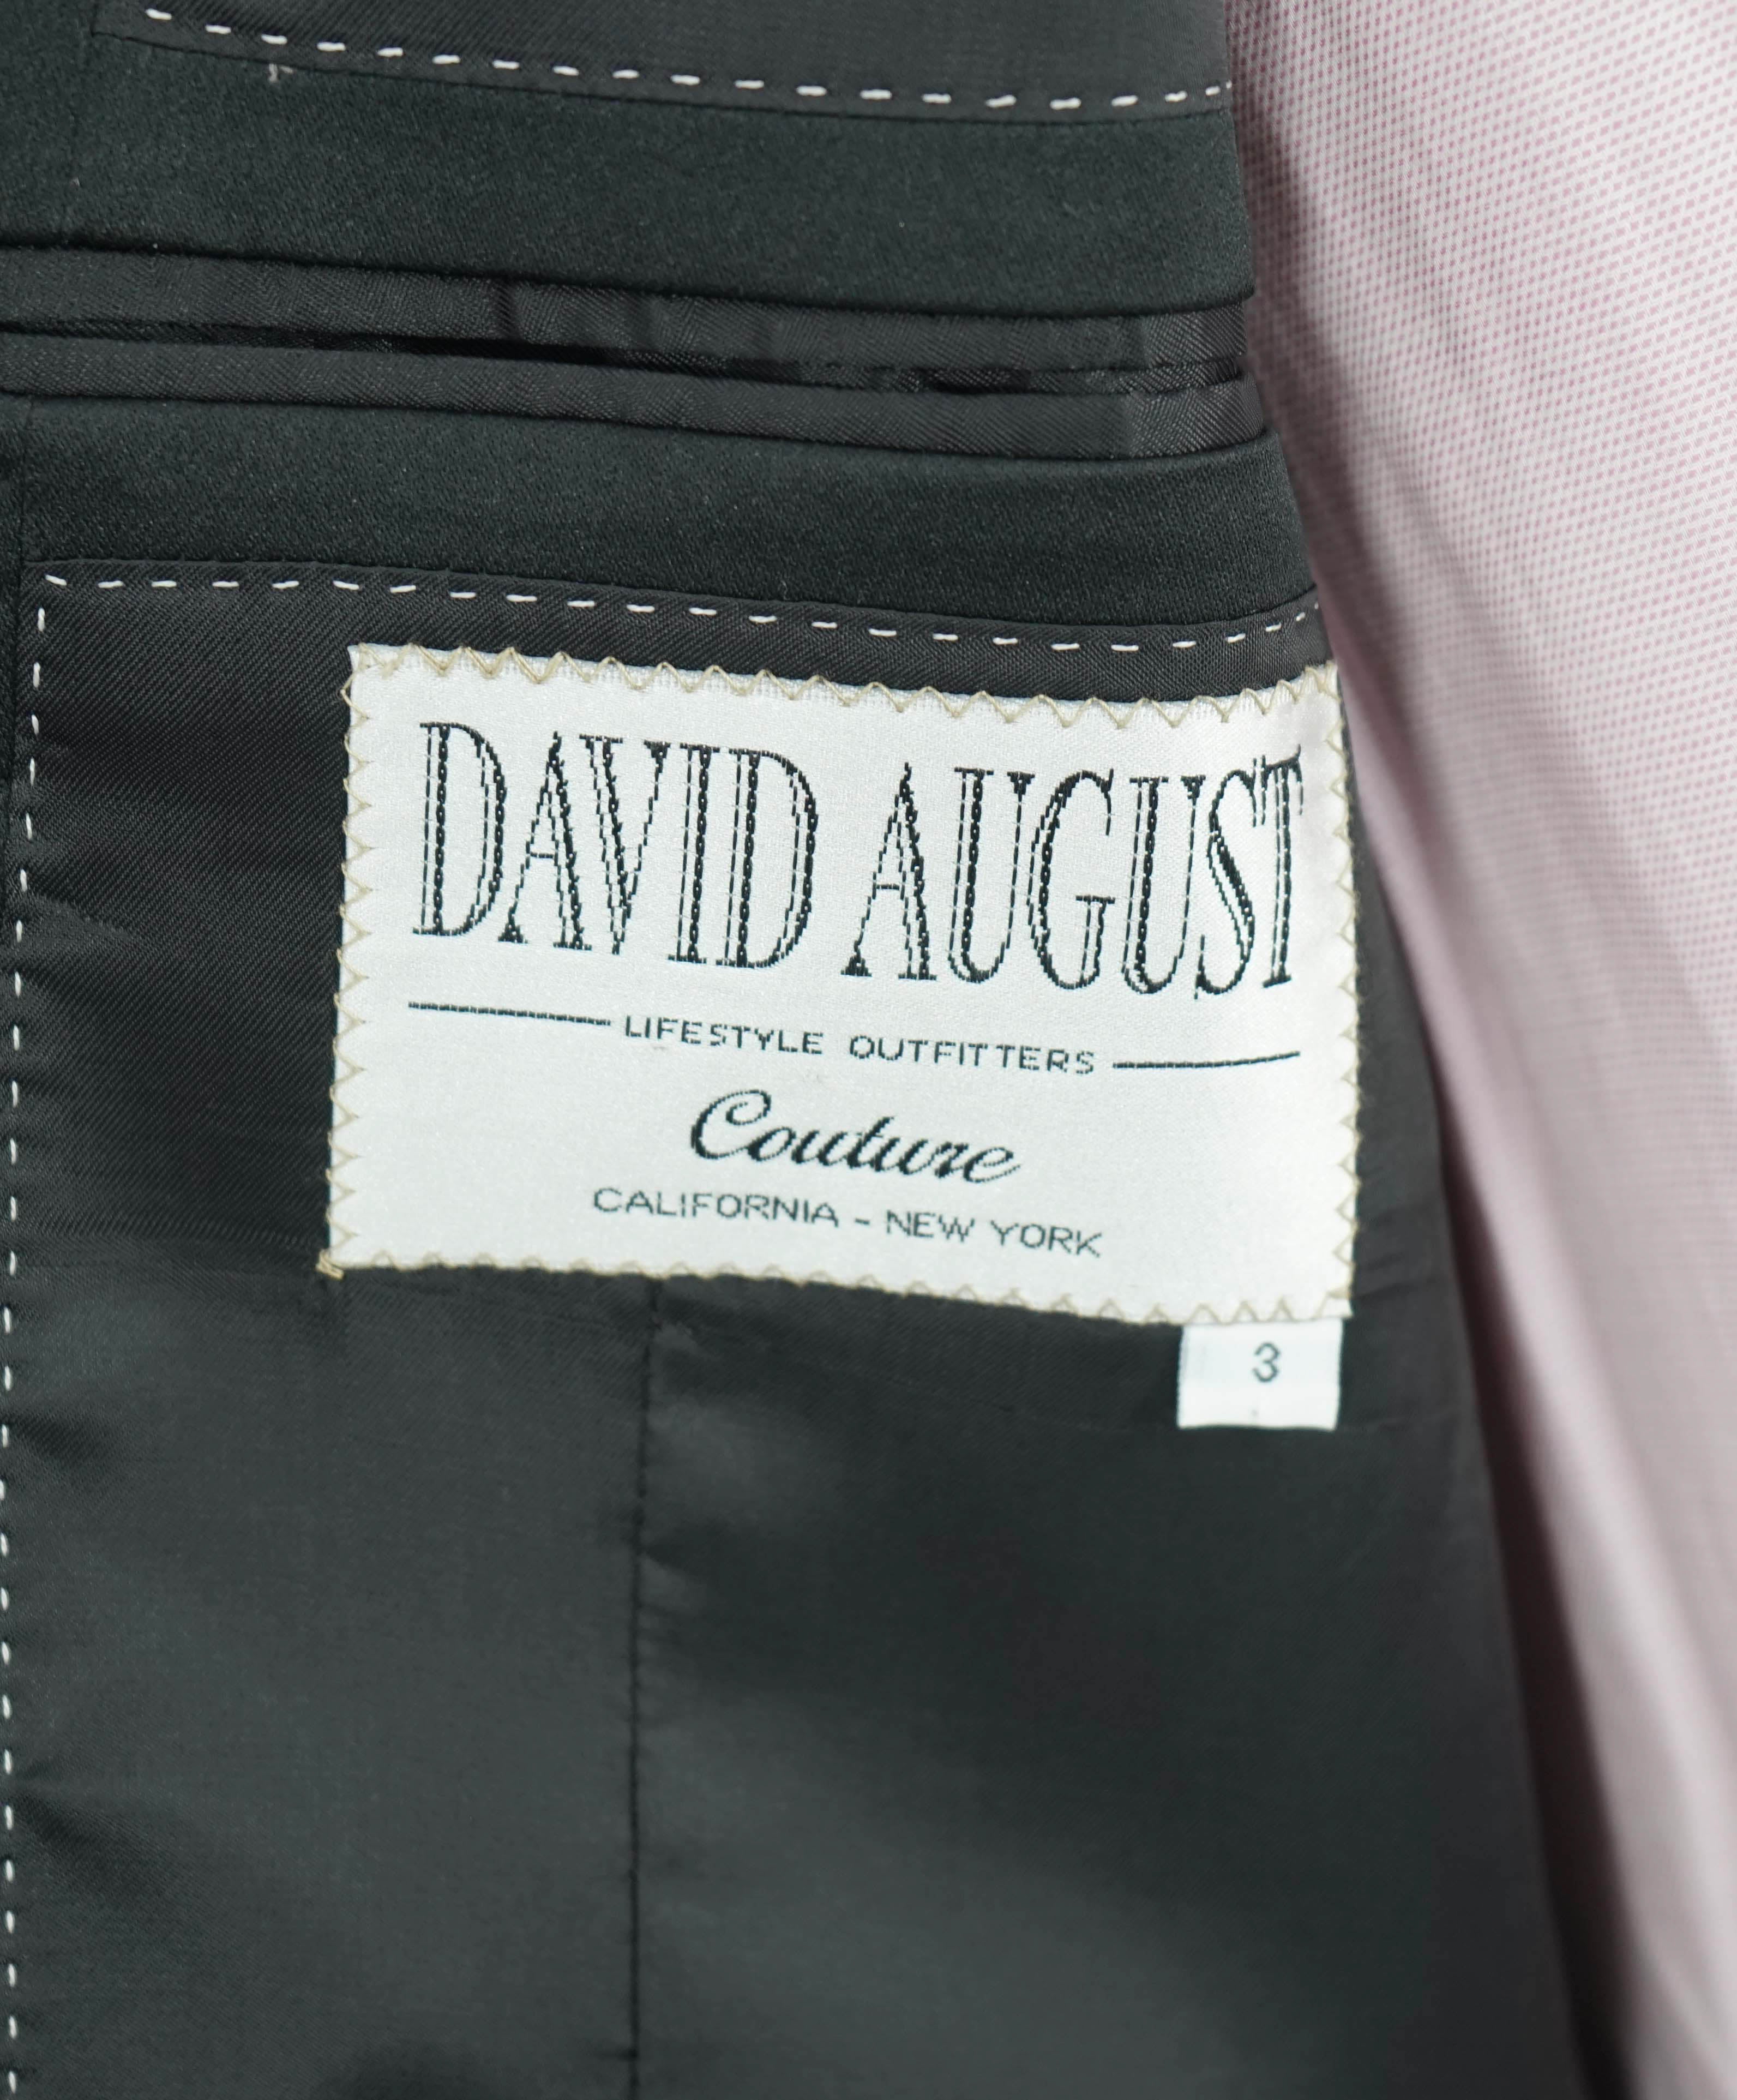 DAVID AUGUST
LIFESTYLE OUTFITTERS
Couture
CALIFORNIA - NEW YORK
3